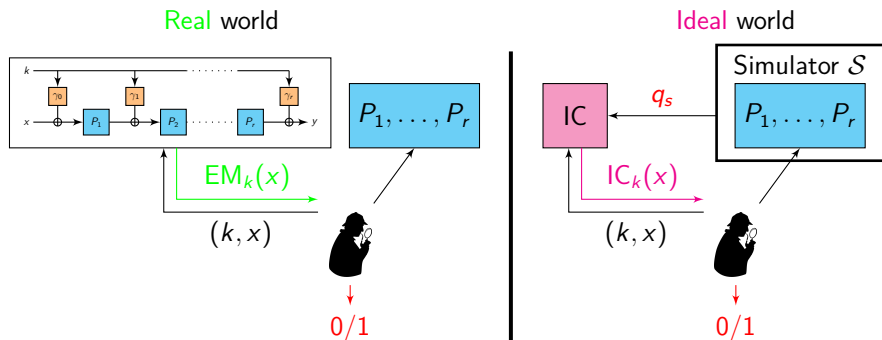 Real world
k
γ₀ γ₁ γᵣ
x P₁ P₂ Pᵣ y
P₁, . . . , Pᵣ
EMₖ(x)
(k, x)
0/1
Ideal world
Simulator 𝒮
IC
qₛ
P₁, . . . , Pᵣ
ICₖ(x)
(k, x)
0/1